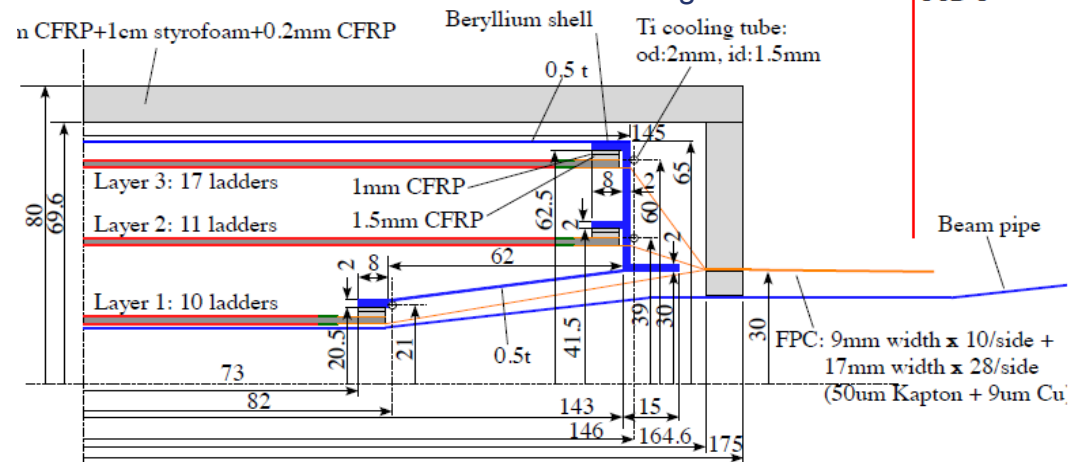 CFRP+1cm styrofoam+0.2mm CFRP
Beryllium shell
Ti cooling tube:
od:2mm, id:1.5mm
0,5 t
145
Layer 3: 17 ladders
1mm CFRP
8
2
65
80
69.6
62.5
60
1.5mm CFRP
Layer 2: 11 ladders
2
2
Beam pipe
62
2
8
Layer 1: 10 ladders
20.5
21
0.5t
41.5
39
30
30
FPC: 9mm width x 10/side +
17mm width x 28/side
(50um Kapton + 9um Cu)
73
82
143
15
146
164.6
175